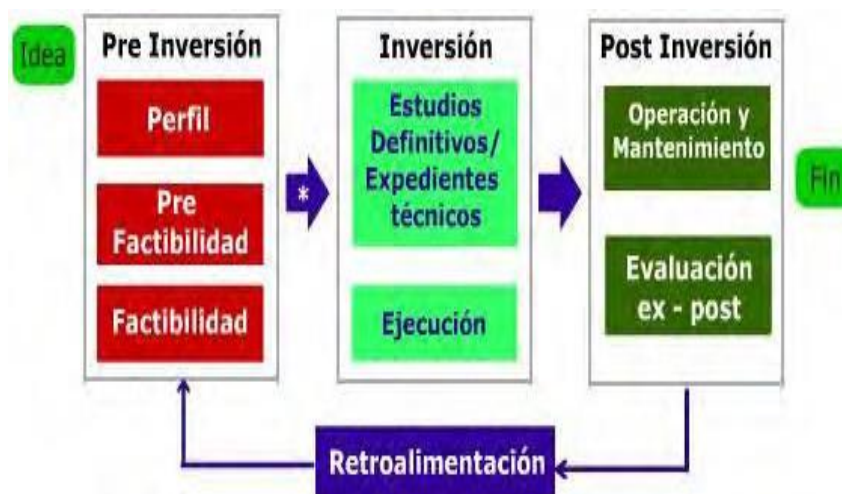 Idea
Pre Inversión
Perfil
Pre
Factibilidad
Factibilidad
*
Inversión
Estudios
Definitivos/
Expedientes
técnicos
Ejecución
Post Inversión
Operación y
Mantenimiento
Evaluación
ex - post
Fin
Retroalimentación